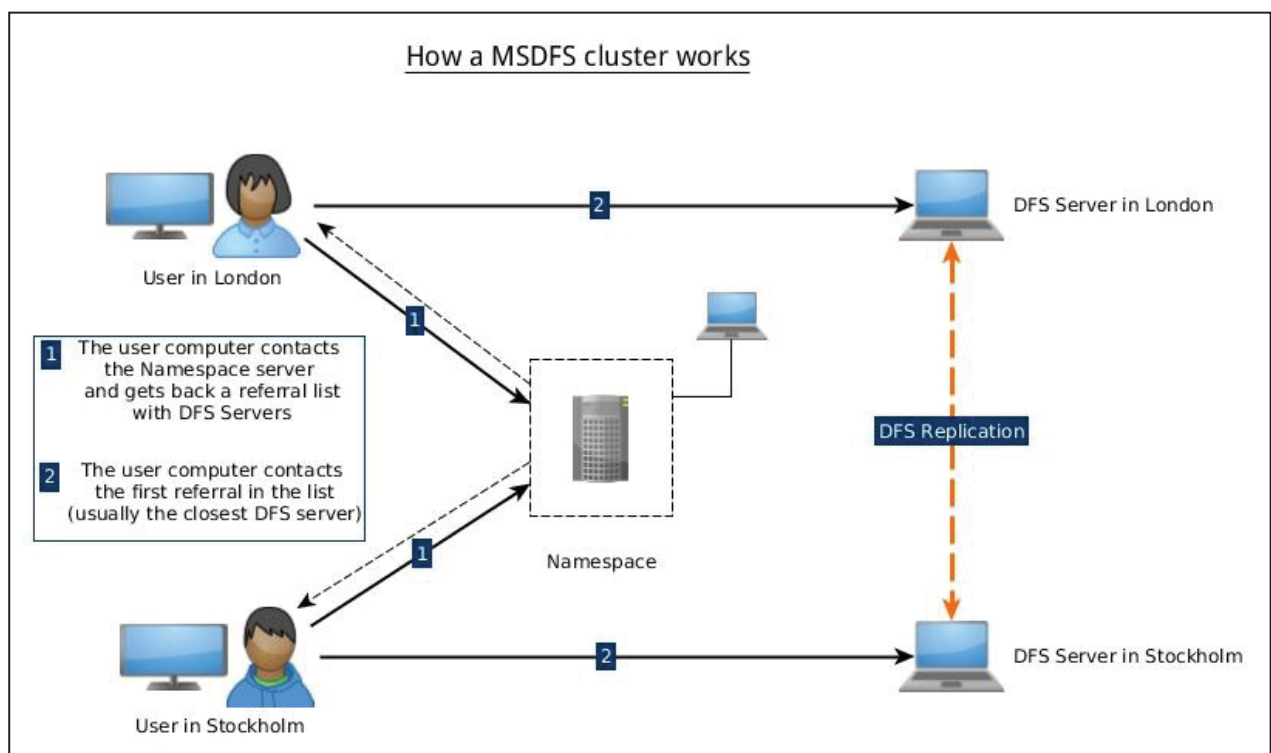 How a MSDFS cluster works
2
DFS Server in London
User in London
1
1
The user computer contacts
the Namespace server
and gets back a referral list
with DFS Servers
DFS Replication
2
The user computer contacts
the first referral in the list
(usually the closest DFS server)
1
Namespace
2
DFS Server in Stockholm
User in Stockholm